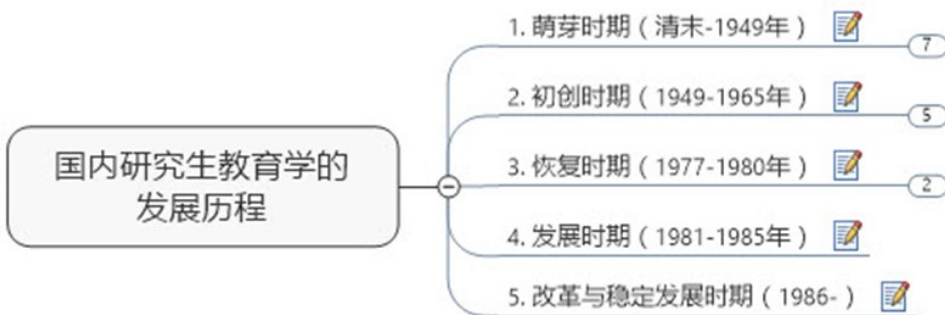 国内研究生教育学的
发展历程
1. 萌芽时期（清末-1949年）
7
2. 初创时期（1949-1965年）
5
3. 恢复时期（1977-1980年）
2
4. 发展时期（1981-1985年）
5. 改革与稳定发展时期（1986-）